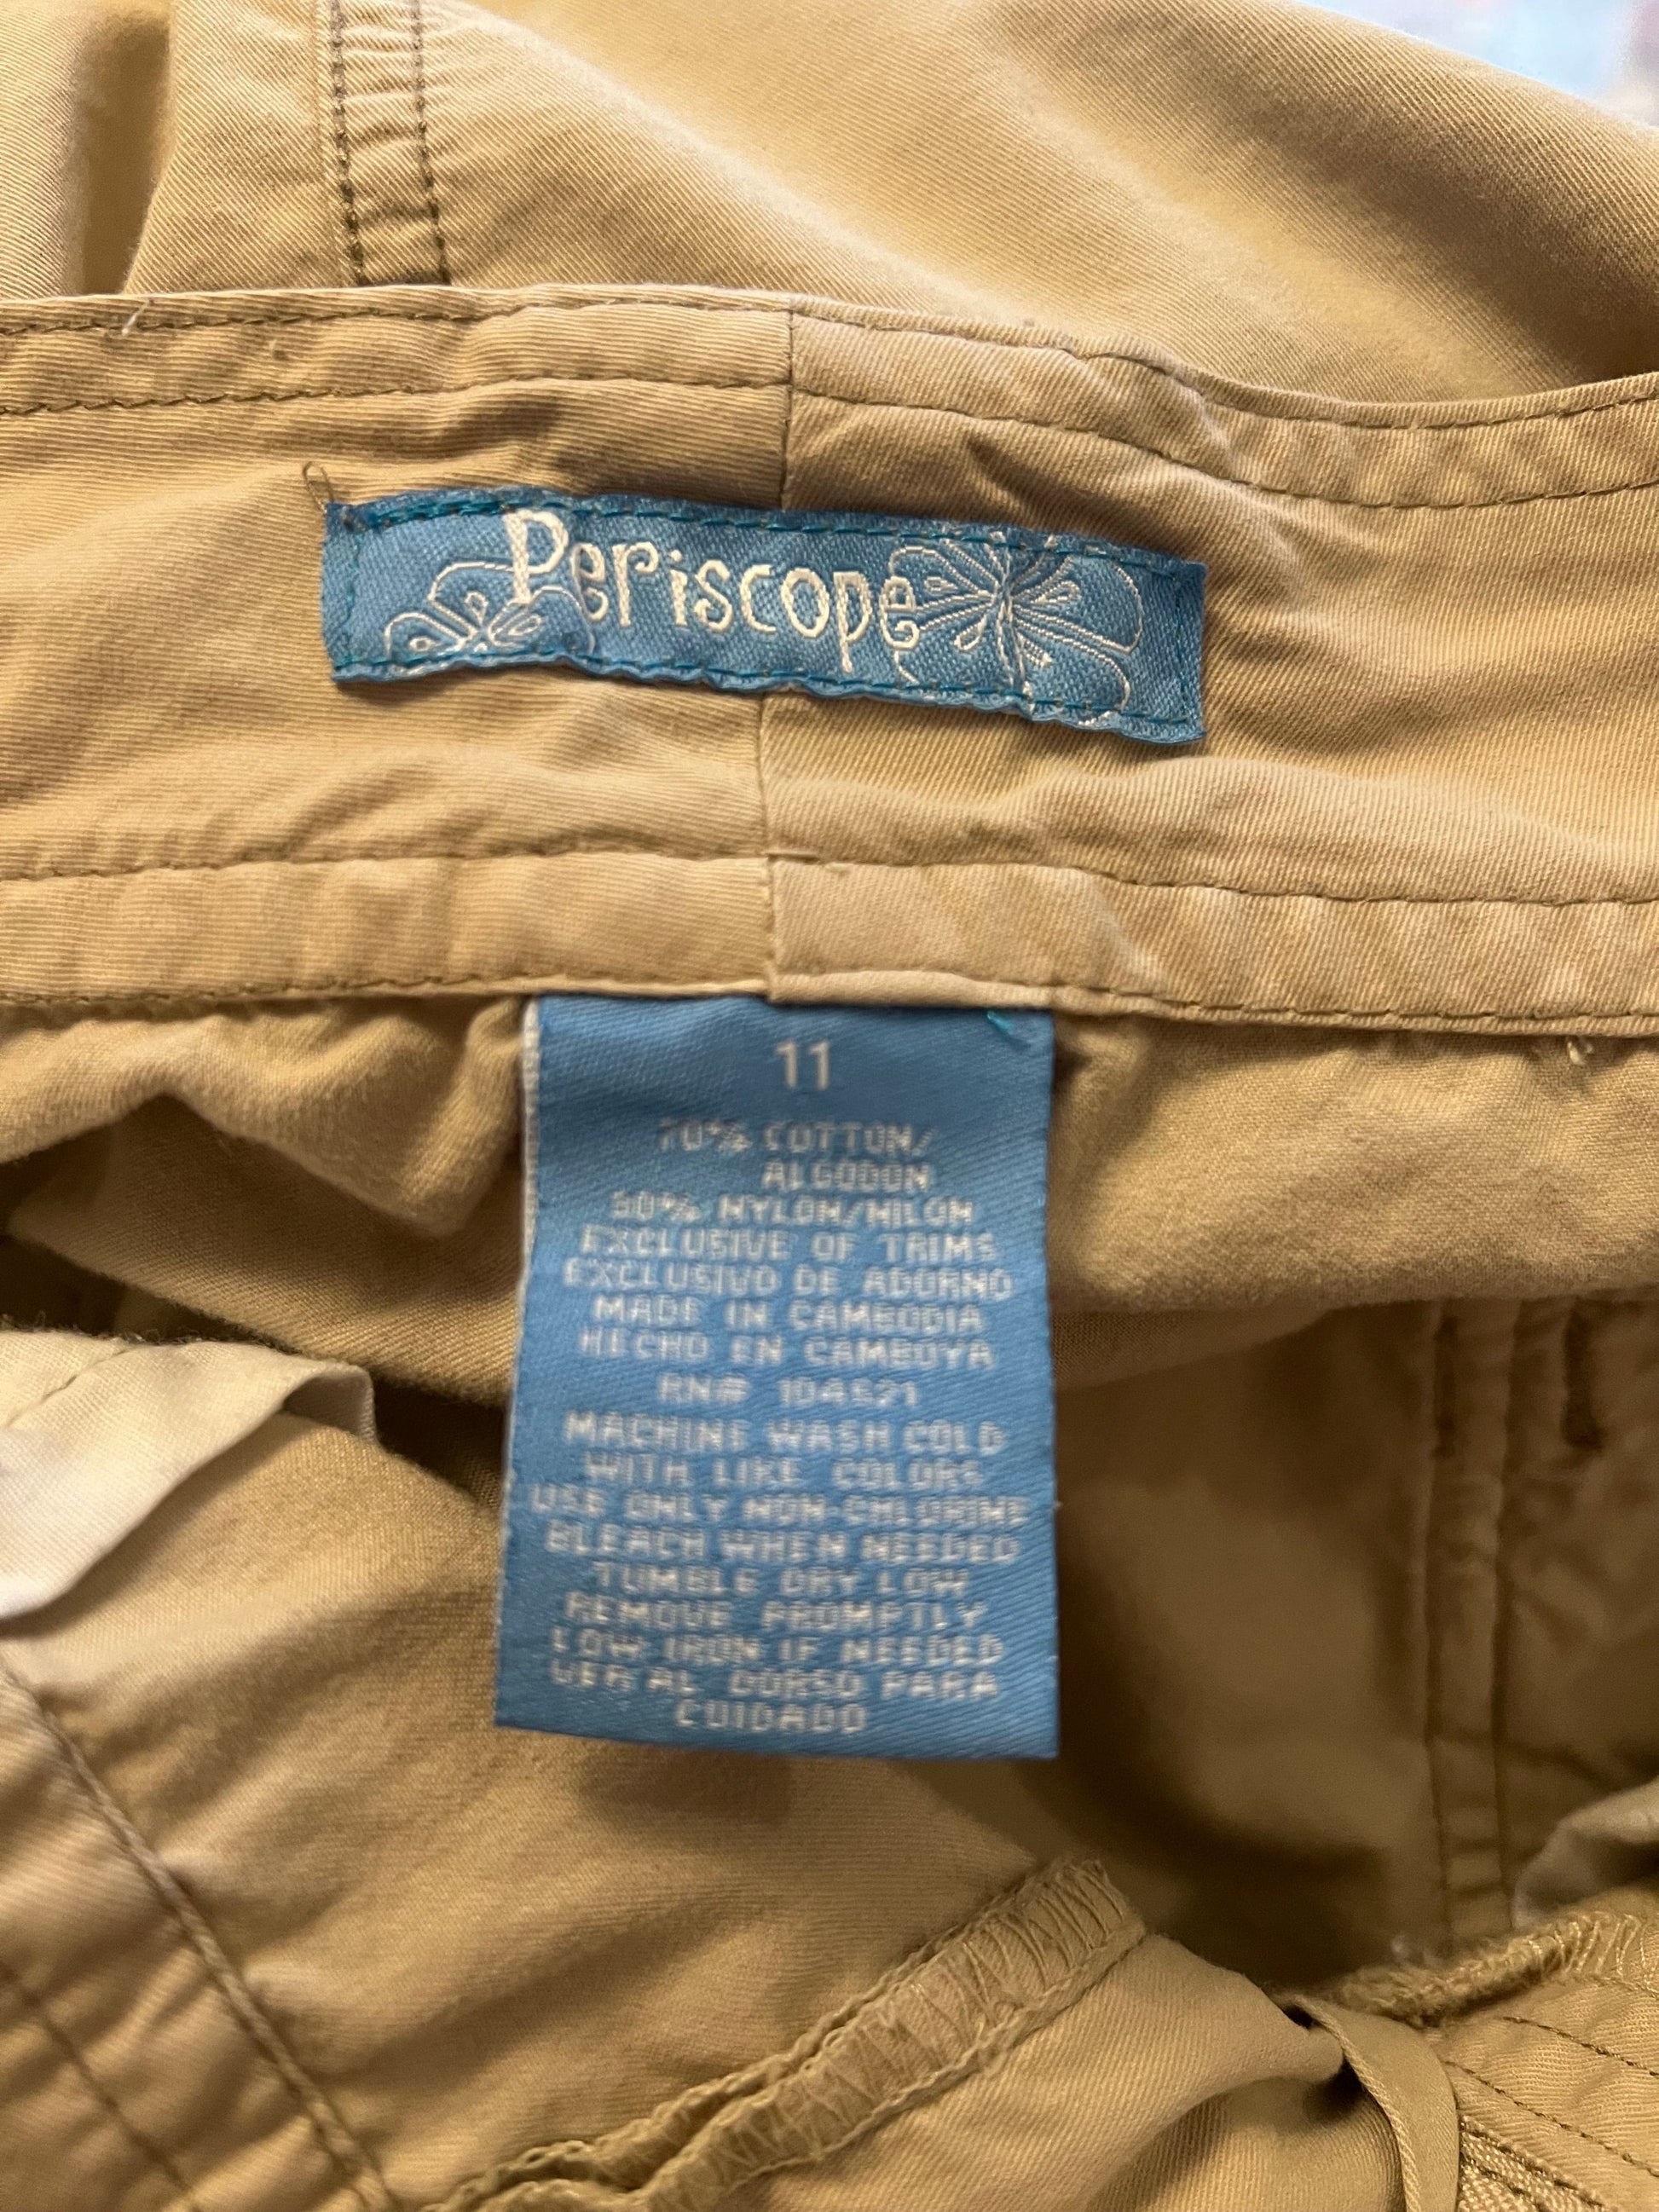 Periscope
11
70% COTTON/
ALGODON
30% NYLON/NILON
EXCLUSIVE OF TRIMS
EXCLUSIVO DE ADORNO
MADE IN CAMBODIA
HECHO EN CAMBOYA
RN# 104521
MACHINE WASH COLD
WITH LIKE COLORS
USE ONLY NON-CHLORINE
BLEACH WHEN NEEDED
TUMBLE DRY LOW
REMOVE PROMPTLY
LOW IRON IF NEEDED
VER AL DORSO PARA
CUIDADO